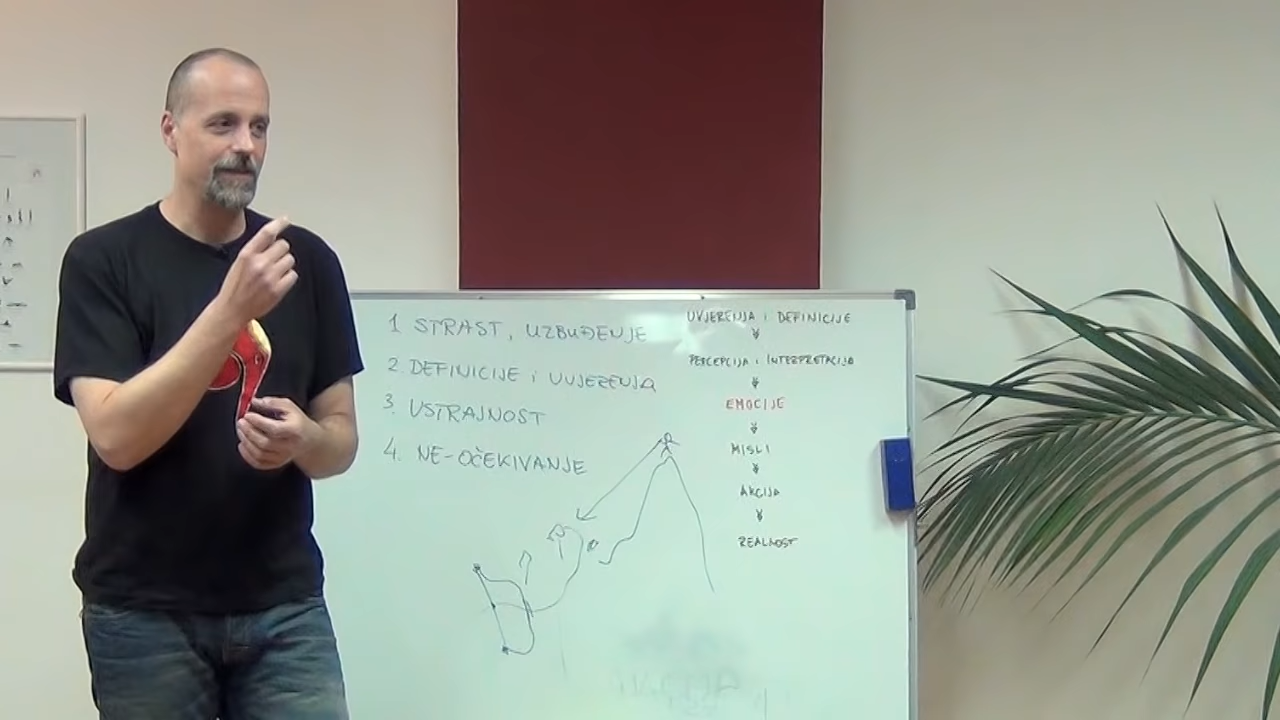 1 STRAST, UZBUĐENJE
2. DEFINICIJE i UVJERENJA
3. USTRAJNOST
4. NE-OČEKIVANJE
UVJERENJA i DEFINICIJE
PERCEPCIJA i INTERPRETACIJA
EMOCIJE
MISLI
AKCIJA
REALNOST